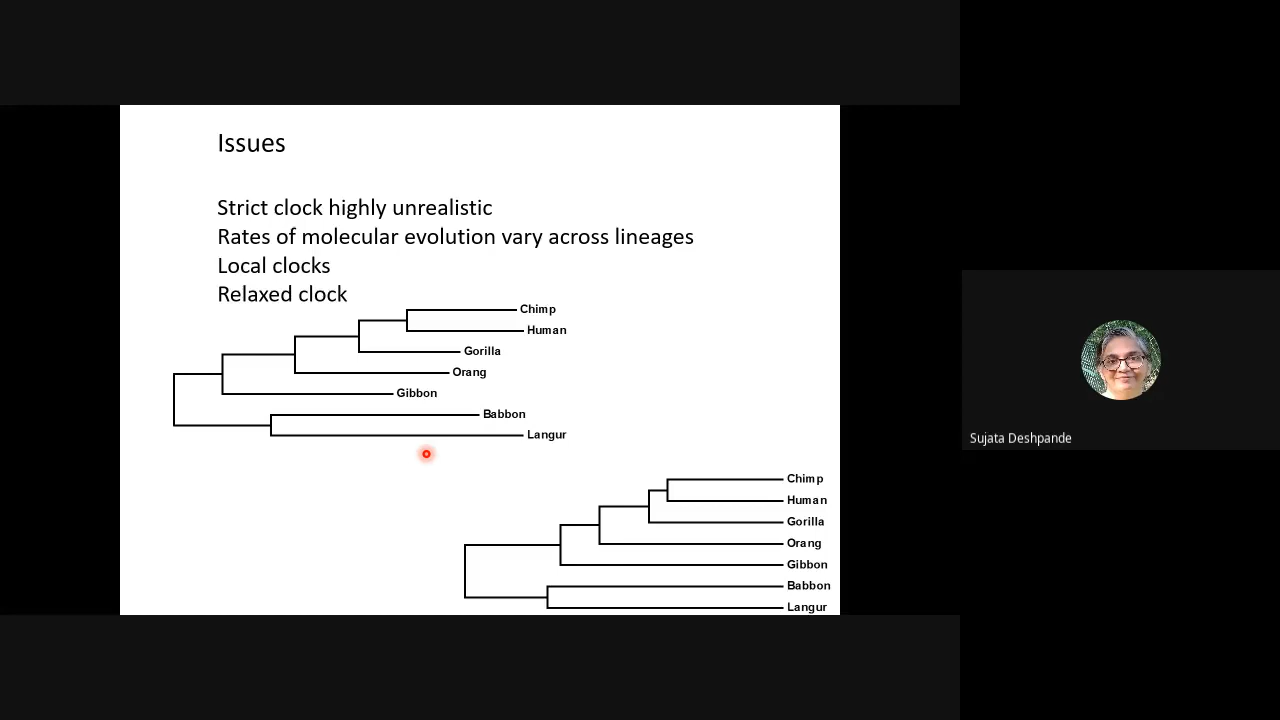 Issues
Strict clock highly unrealistic
Rates of molecular evolution vary across lineages
Local clocks
Relaxed clock
Chimp
Human
Gorilla
Orang
Gibbon
Babbon
Langur
Chimp
Human
Gorilla
Orang
Gibbon
Babbon
Langur
Sujata Deshpande